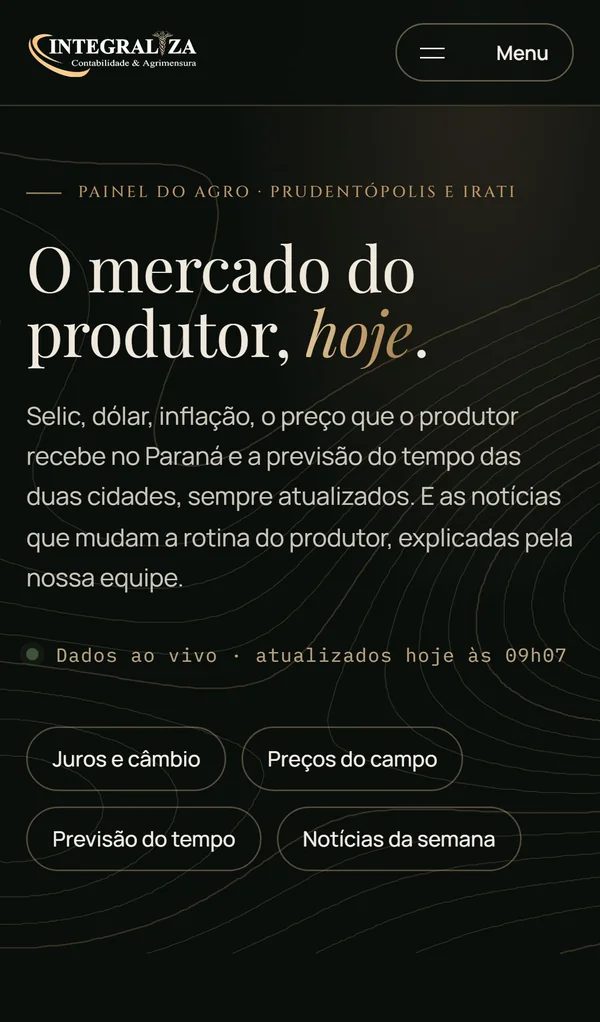 INTEGRALIZA
Contabilidade & Agrimensura
Menu
PAINEL DO AGRO · PRUDENTÓPOLIS E IRATI
O mercado do
produtor, hoje.
Selic, dólar, inflação, o preço que o produtor
recebe no Paraná e a previsão do tempo das
duas cidades, sempre atualizados. E as notícias
que mudam a rotina do produtor, explicadas pela
nossa equipe.
Dados ao vivo · atualizados hoje às 09h07
Juros e câmbio
Preços do campo
Previsão do tempo
Notícias da semana